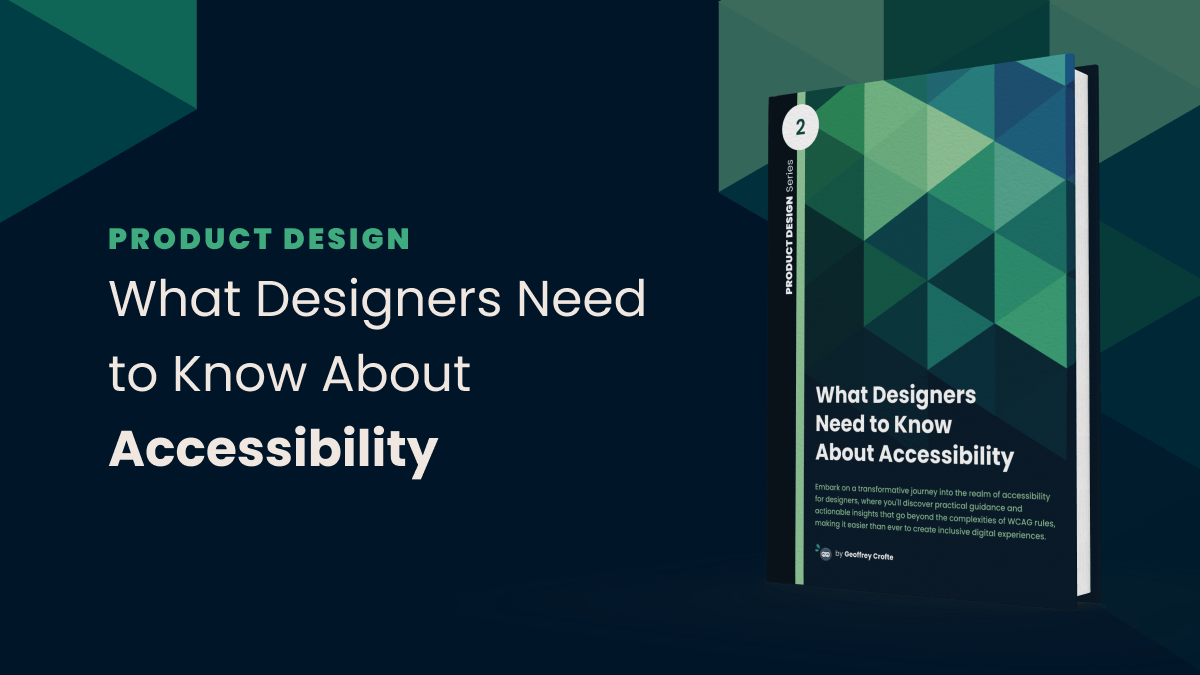 PRODUCT DESIGN
What Designers Need
to Know About
Accessibility
2
PRODUCT DESIGN Series
What Designers
Need to Know
About Accessibility
Embark on a transformative journey into the realm of accessibility
for designers, where you'll discover practical guidance and
actionable insights that go beyond the complexities of WCAG rules,
making it easier than ever to create inclusive digital experiences.
by Geoffrey Crofte